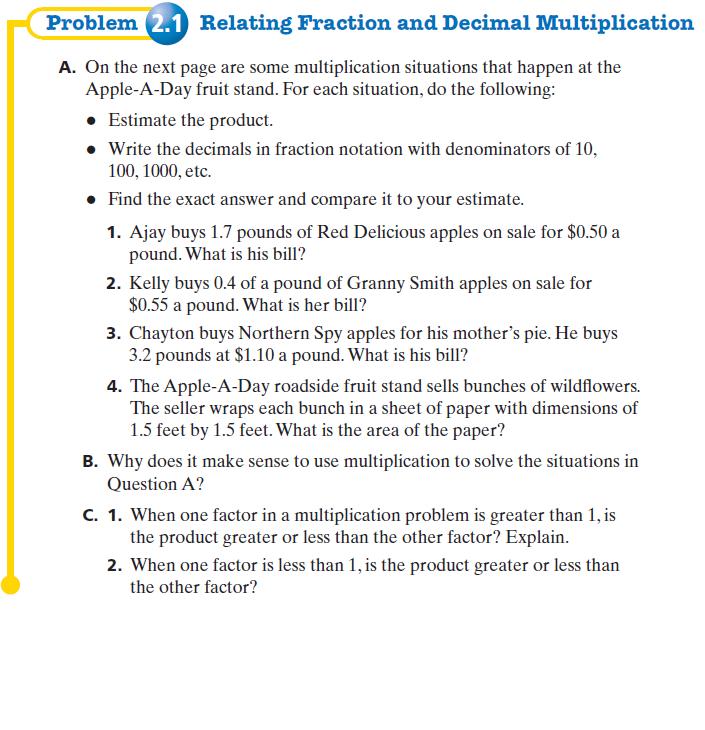 Problem 2.1 Relating Fraction and Decimal Multiplication
A. On the next page are some multiplication situations that happen at the
Apple-A-Day fruit stand. For each situation, do the following:
• Estimate the product.
• Write the decimals in fraction notation with denominators of 10,
100, 1000, etc.
• Find the exact answer and compare it to your estimate.
1. Ajay buys 1.7 pounds of Red Delicious apples on sale for $0.50 a
pound. What is his bill?
2. Kelly buys 0.4 of a pound of Granny Smith apples on sale for
$0.55 a pound. What is her bill?
3. Chayton buys Northern Spy apples for his mother's pie. He buys
3.2 pounds at $1.10 a pound. What is his bill?
4. The Apple-A-Day roadside fruit stand sells bunches of wildflowers.
The seller wraps each bunch in a sheet of paper with dimensions of
1.5 feet by 1.5 feet. What is the area of the paper?
B. Why does it make sense to use multiplication to solve the situations in
Question A?
C. 1. When one factor in a multiplication problem is greater than 1, is
the product greater or less than the other factor? Explain.
2. When one factor is less than 1, is the product greater or less than
the other factor?